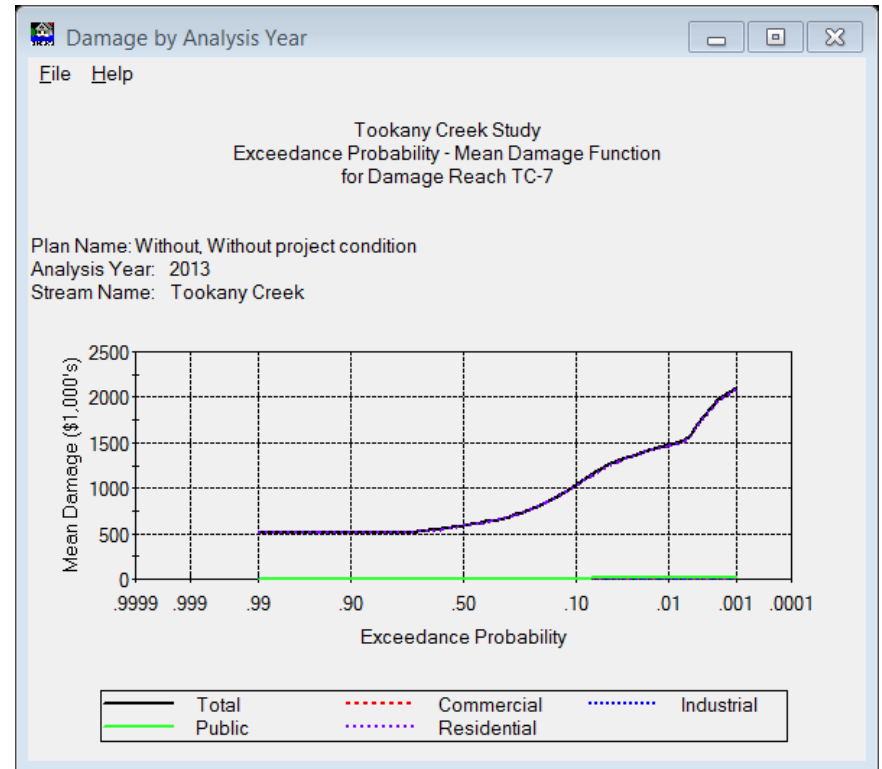 Damage by Analysis Year
File Help
Tookany Creek Study
Exceedance Probability - Mean Damage Function
for Damage Reach TC-7
Plan Name: Without, Without project condition
Analysis Year: 2013
Stream Name: Tookany Creek
Mean Damage ($1,000's)
2500
2000
1500
1000
500
0
.9999 .999 .99 .90 .50 .10 .01 .001 .0001
Exceedance Probability
Total Commercial Industrial
Public Residential